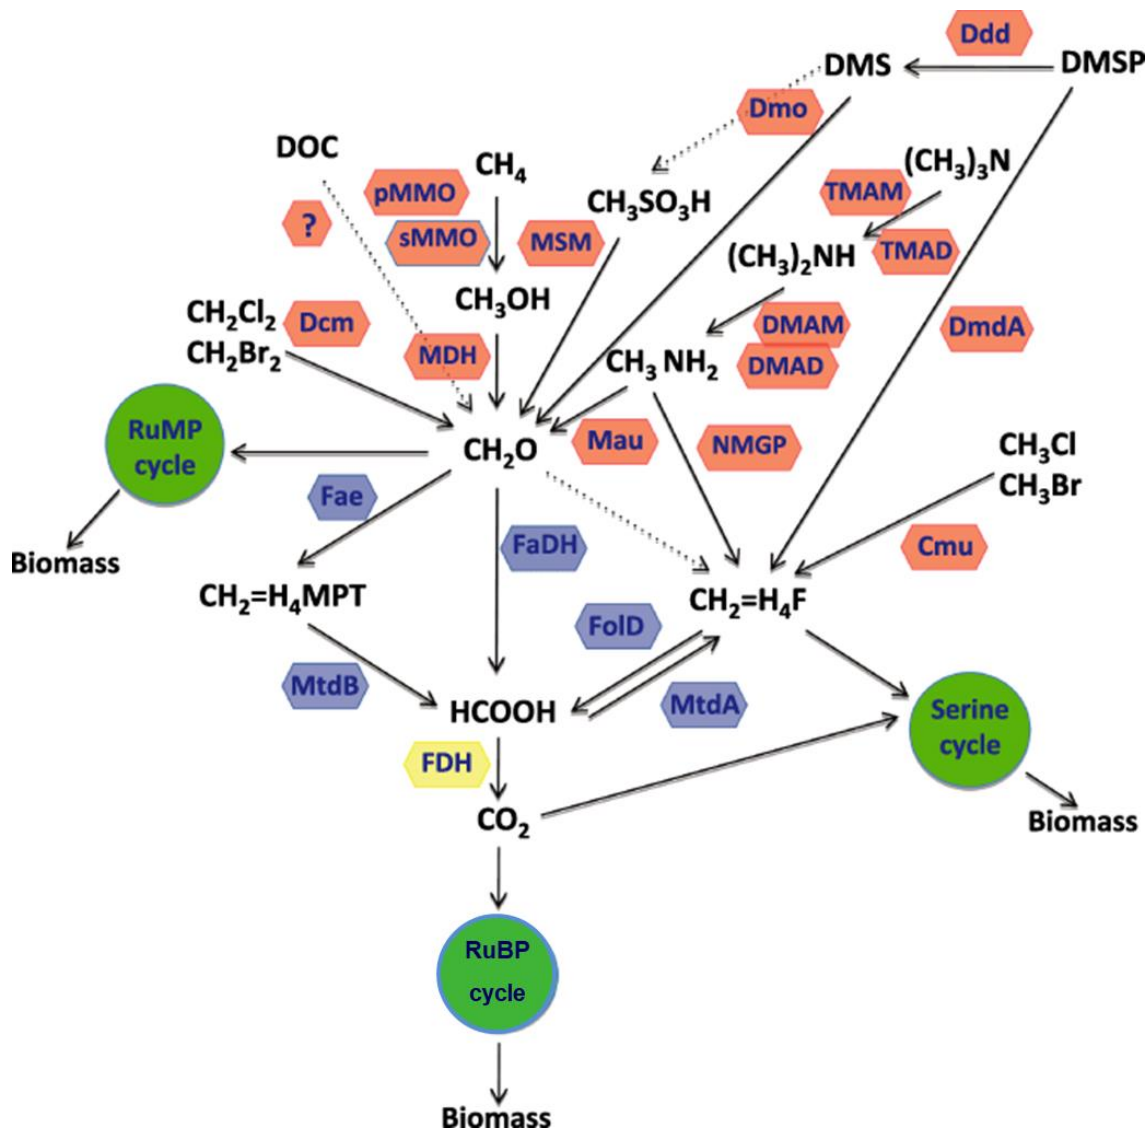 Ddd
DMS
DMSP
Dmo
DOC
CH₄
(CH₃)₃N
pMMO
TMAM
CH₃SO₃H
?
sMMO
MSM
(CH₃)₂NH
TMAD
CH₃OH
CH₂Cl₂
Dcm
DMAM
DmdA
CH₂Br₂
MDH
CH₃ NH₂
DMAD
RuMP
cycle
CH₂O
Mau
NMGP
CH₃Cl
CH₃Br
Fae
FaDH
Cmu
Biomass
CH₂=H₄MPT
CH₂=H₄F
FolD
MtdB
MtdA
HCOOH
Serine
cycle
FDH
CO₂
Biomass
RuBP
cycle
Biomass